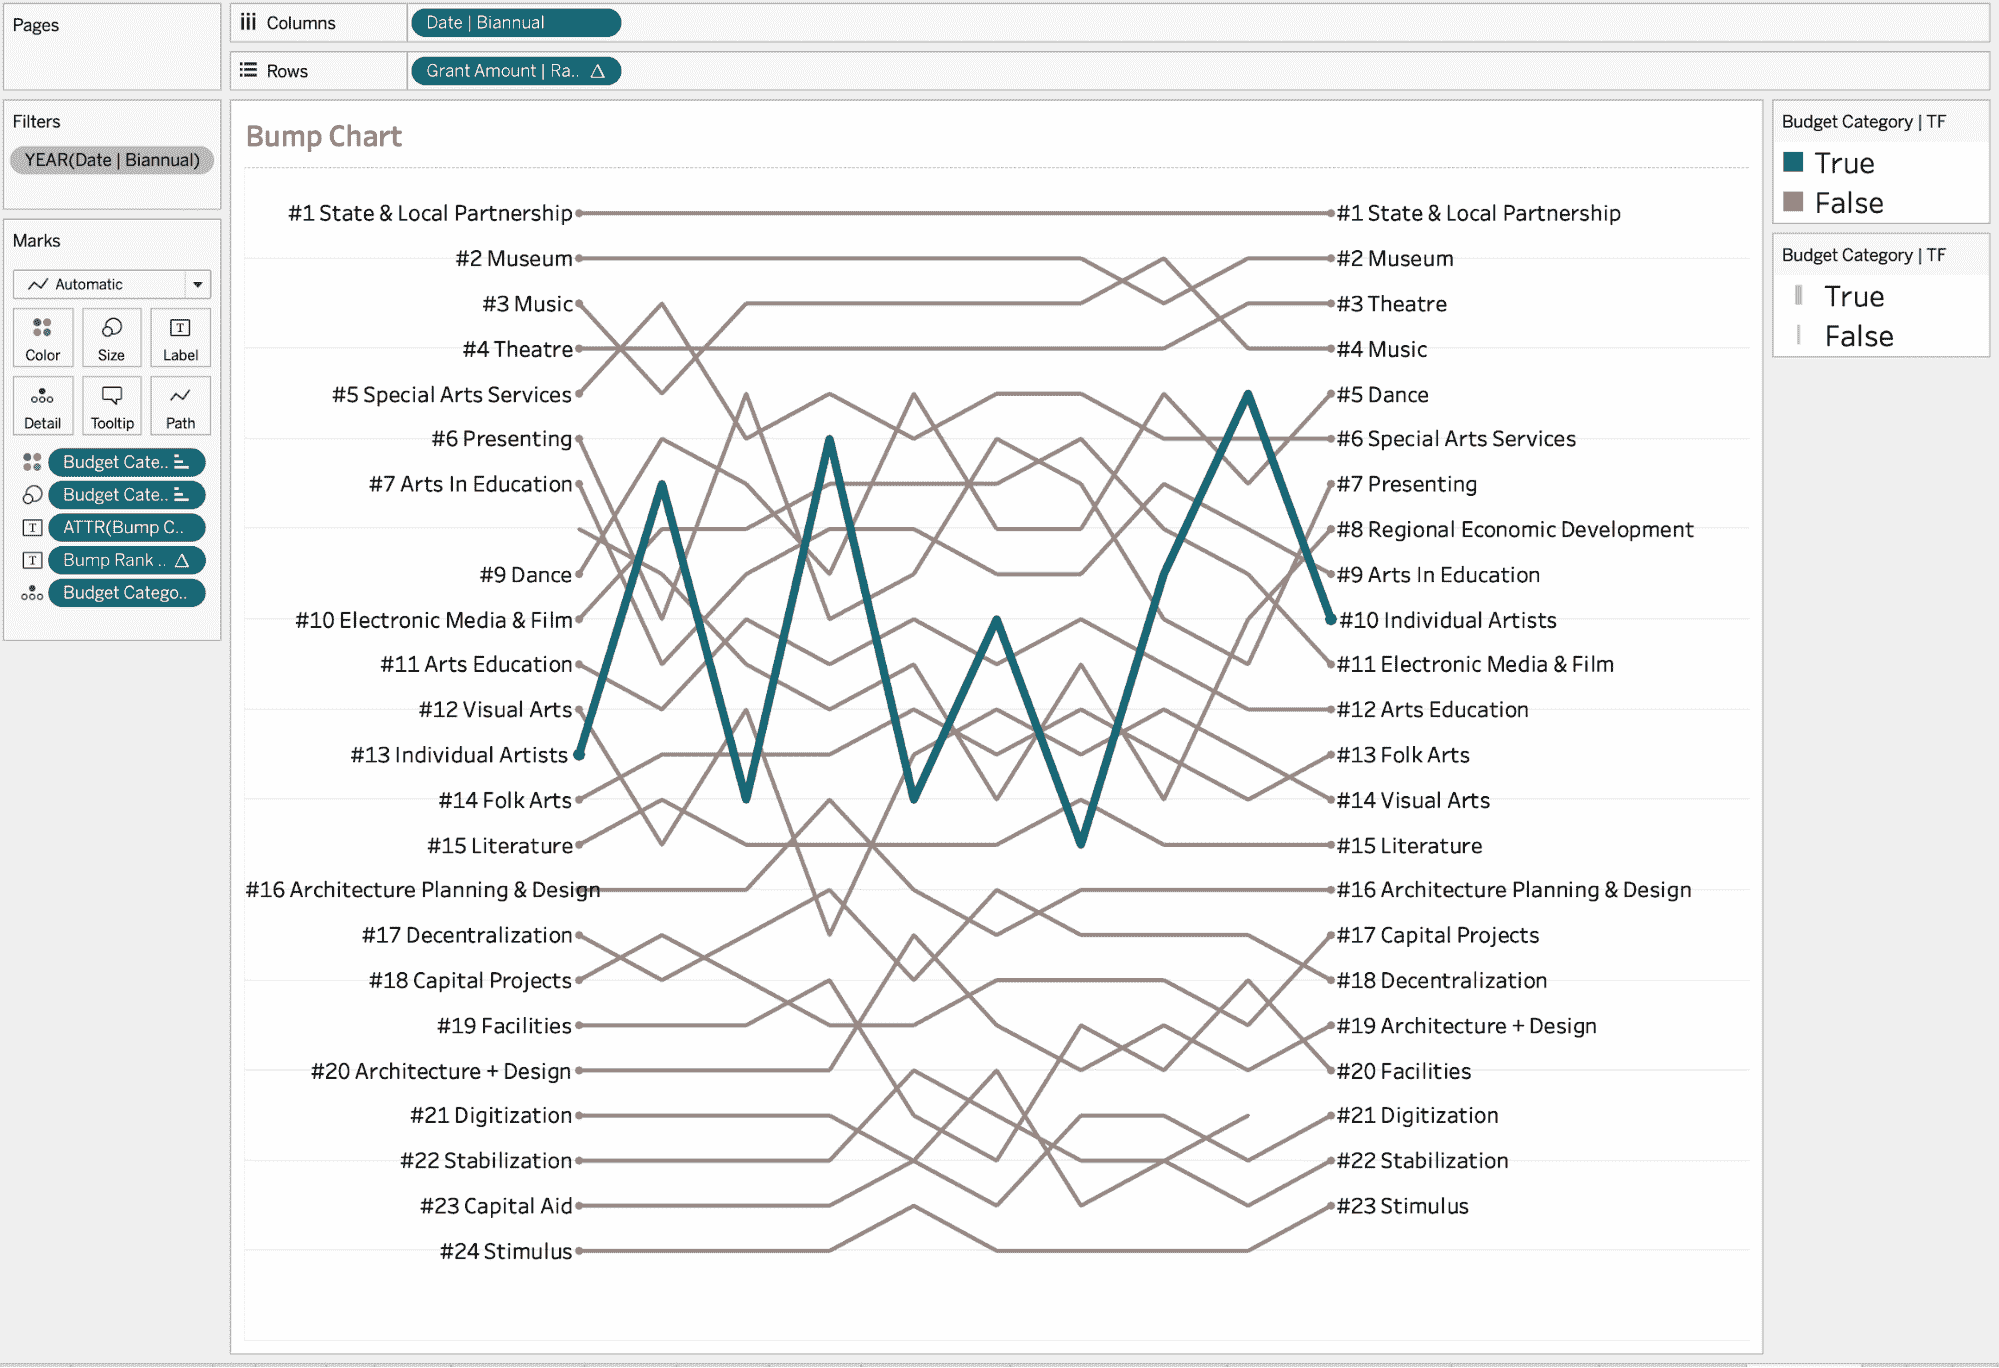 Pages
Columns
Date | Biannual
Rows
Grant Amount | Ra..
Filters
YEAR(Date | Biannual)
Marks
Automatic
Color
Size
Label
Detail
Tooltip
Path
Budget Cate..
Budget Cate..
ATTR(Bump C..
Bump Rank ..
Budget Catego..
Bump Chart
#1 State & Local Partnership
#2 Museum
#3 Music
#4 Theatre
#5 Special Arts Services
#6 Presenting
#7 Arts In Education
#9 Dance
#10 Electronic Media & Film
#11 Arts Education
#12 Visual Arts
#13 Individual Artists
#14 Folk Arts
#15 Literature
#16 Architecture Planning & Design
#17 Decentralization
#18 Capital Projects
#19 Facilities
#20 Architecture + Design
#21 Digitization
#22 Stabilization
#23 Capital Aid
#24 Stimulus
#1 State & Local Partnership
#2 Museum
#3 Theatre
#4 Music
#5 Dance
#6 Special Arts Services
#7 Presenting
#8 Regional Economic Development
#9 Arts In Education
#10 Individual Artists
#11 Electronic Media & Film
#12 Arts Education
#13 Folk Arts
#14 Visual Arts
#15 Literature
#16 Architecture Planning & Design
#17 Capital Projects
#18 Decentralization
#19 Architecture + Design
#20 Facilities
#21 Digitization
#22 Stabilization
#23 Stimulus
Budget Category | TF
True
False
Budget Category | TF
True
False